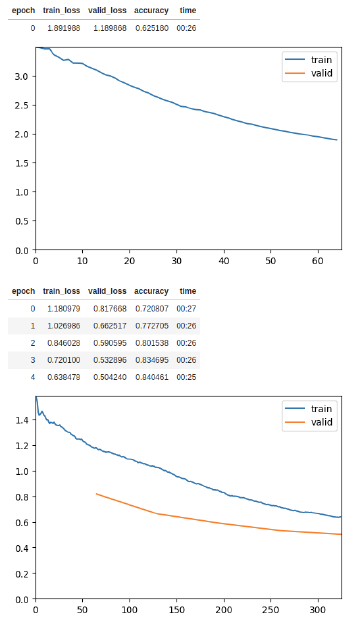 epoch train_loss valid_loss accuracy time
0 1.891988 1.189868 0.625180 00:26
train
valid
3.0
2.5
2.0
1.5
1.0
0.5
0.0
0 10 20 30 40 50 60
epoch train_loss valid_loss accuracy time
0 1.180979 0.817668 0.720807 00:27
1 1.026986 0.662517 0.772705 00:26
2 0.846028 0.590595 0.801538 00:26
3 0.720100 0.532896 0.834695 00:26
4 0.638478 0.504240 0.840461 00:25
train
valid
1.4
1.2
1.0
0.8
0.6
0.4
0.2
0.0
0 50 100 150 200 250 300